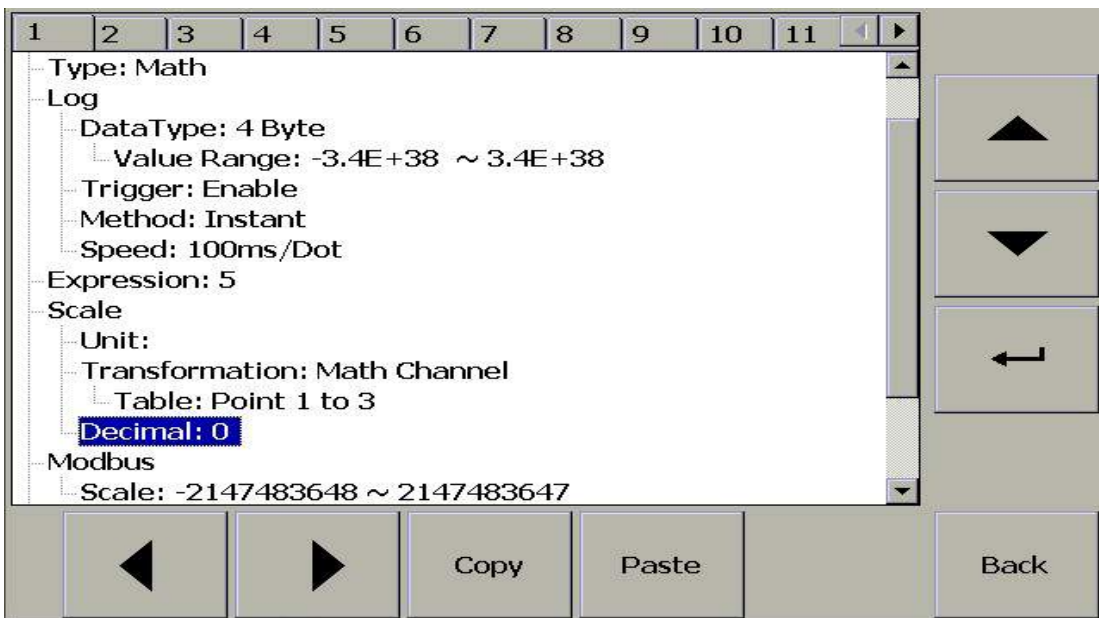 1 2 3 4 5 6 7 8 9 10 11
Type: Math
Log
DataType: 4 Byte
Value Range: -3.4E+38 ~ 3.4E+38
Trigger: Enable
Method: Instant
Speed: 100ms/Dot
Expression: 5
Scale
Unit:
Transformation: Math Channel
Table: Point 1 to 3
Decimal: 0
Modbus
Scale: -2147483648 ~ 2147483647
Copy Paste Back